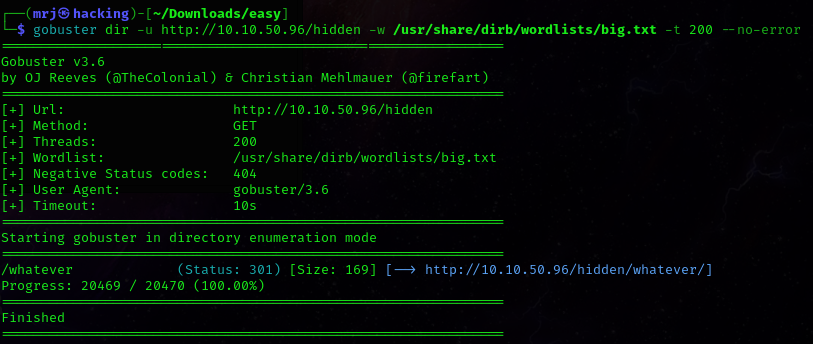 ┌──(mrj㉿hacking)-[~/Downloads/easy]
└─$ gobuster dir -u http://10.10.50.96/hidden -w /usr/share/dirb/wordlists/big.txt -t 200 --no-error
===============================================================
Gobuster v3.6
by OJ Reeves (@TheColonial) & Christian Mehlmauer (@firefart)
===============================================================
[+] Url:                     http://10.10.50.96/hidden
[+] Method:                  GET
[+] Threads:                 200
[+] Wordlist:                /usr/share/dirb/wordlists/big.txt
[+] Negative Status codes:   404
[+] User Agent:              gobuster/3.6
[+] Timeout:                 10s
===============================================================
Starting gobuster in directory enumeration mode
===============================================================
/whatever             (Status: 301) [Size: 169] [--> http://10.10.50.96/hidden/whatever/]
Progress: 20469 / 20470 (100.00%)
===============================================================
Finished
===============================================================